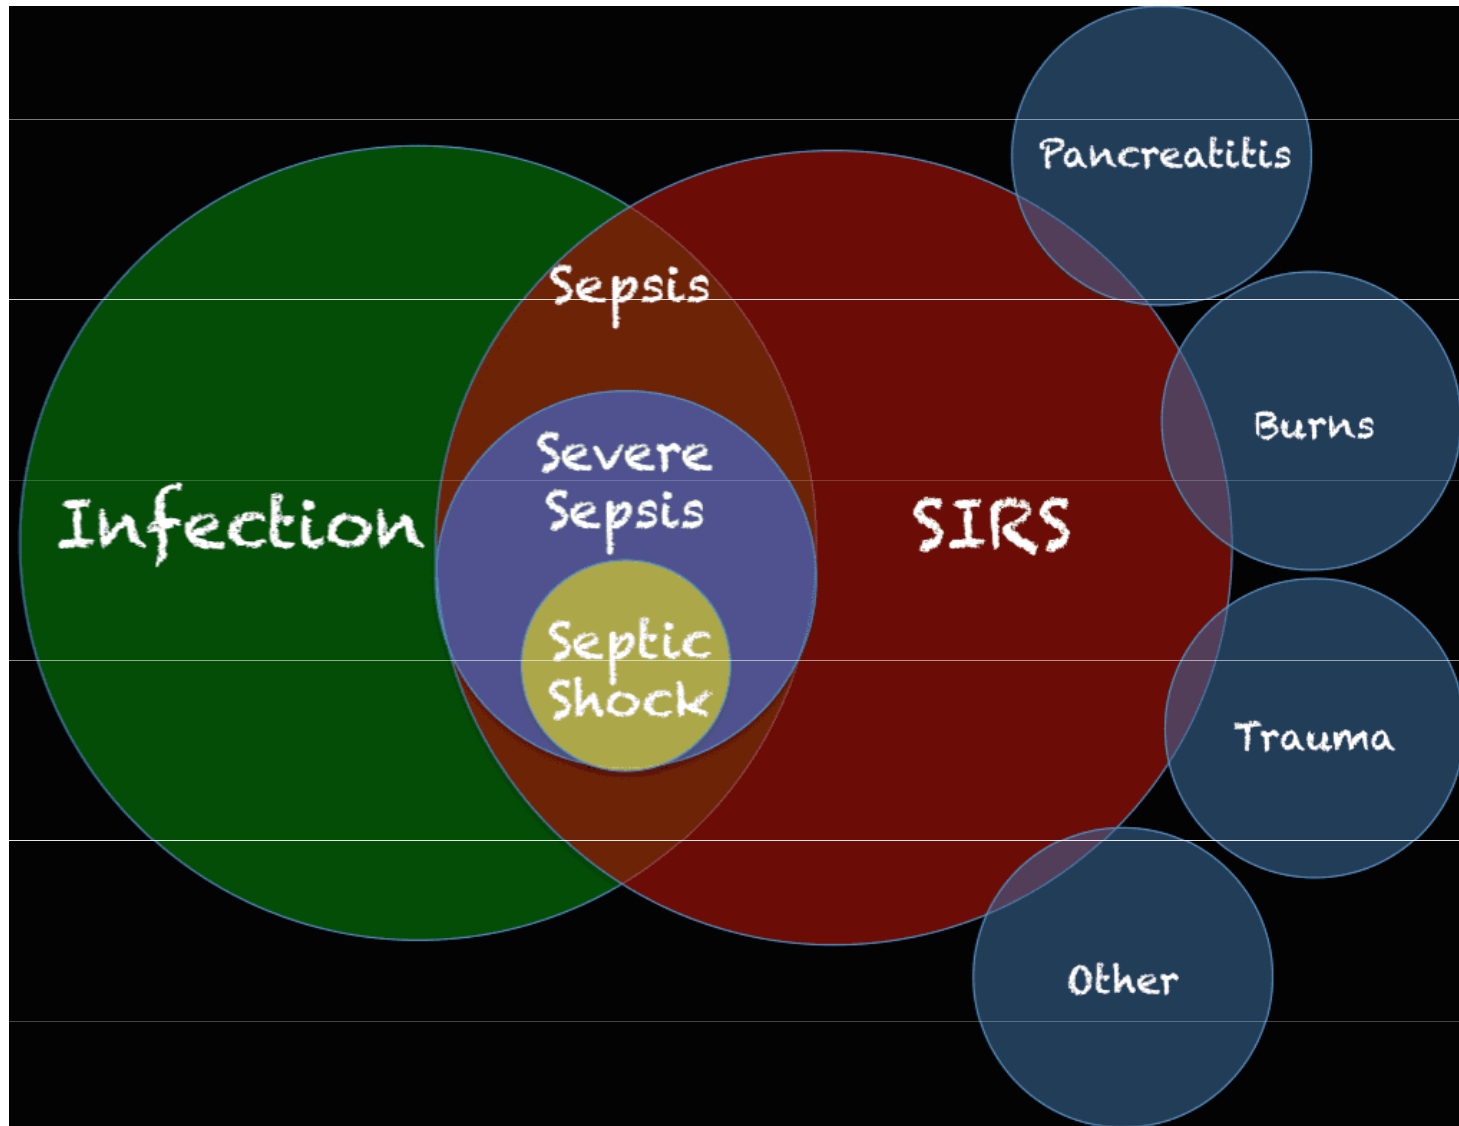 Pancreatitis
Sepsis
Burns
Severe
Sepsis
Infection
SIRS
Septic
Shock
Trauma
Other